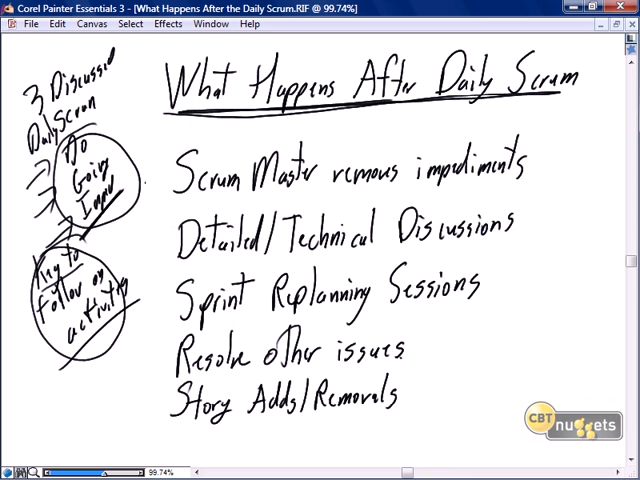 Corel Painter Essentials 3 - [What Happens After the Daily Scrum.RIF @ 99.74%]
File Edit Canvas Select Effects Window Help
3 Discussed
Daily Scrum
Do
Going
Imped
Key to
follow on
activities
What Happens After Daily Scrum
Scrum Master removes impediments
Detailed/Technical Discussions
Sprint Replanning Sessions
Resolve other issues
Story Adds/Removals
CBT nuggets
99.74%